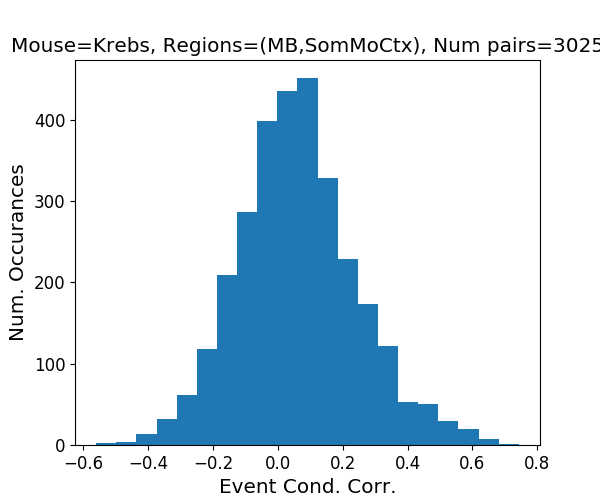 Mouse=Krebs, Regions=(MB,SomMoCtx), Num pairs=3025
Num. Occurances
400
300
200
100
0
−0.6 −0.4 −0.2 0.0 0.2 0.4 0.6 0.8
Event Cond. Corr.